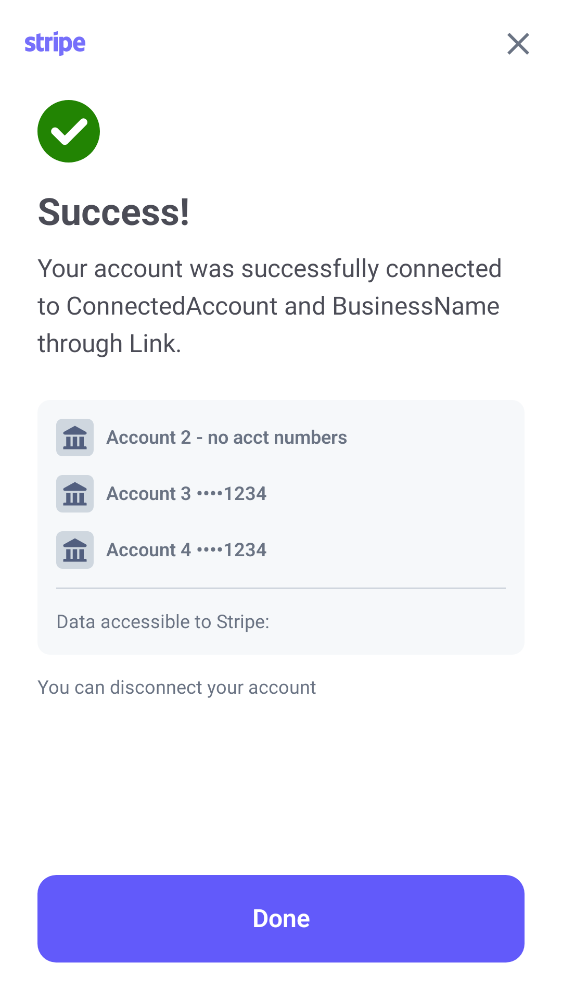 stripe
Success!
Your account was successfully connected
to ConnectedAccount and BusinessName
through Link.
Account 2 - no acct numbers
Account 3 ••••1234
Account 4 ••••1234
Data accessible to Stripe:
You can disconnect your account
Done